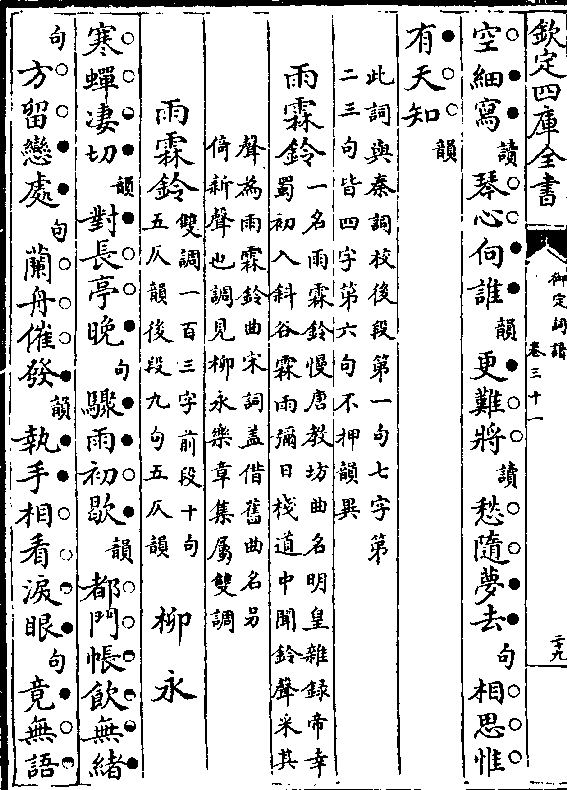 欽定四庫全書
御定詞譜
卷三十一
二十九
空細寫讀琴心向誰韻更難將讀愁隨夢去句相思惟
有天知韻
此詞與秦詞校後段第一句七字第
二三句皆四字第六句不押韻異
雨霖鈴一名雨霖鈴慢唐教坊曲名明皇雜録帝幸
蜀初入斜谷霖雨彌日棧道中聞鈴聲采其
聲為雨霖鈴曲宋詞盖借舊曲名另
倚新聲也調見柳永樂章集屬雙調
雨霖鈴雙調一百三字前段十句
五仄韻後段九句五仄韻
柳永
寒蟬凄切韻對長亭晚句驟雨初歇韻都門帳飲無緒
句方留戀處句蘭舟催發韻執手相看淚眼句竟無語